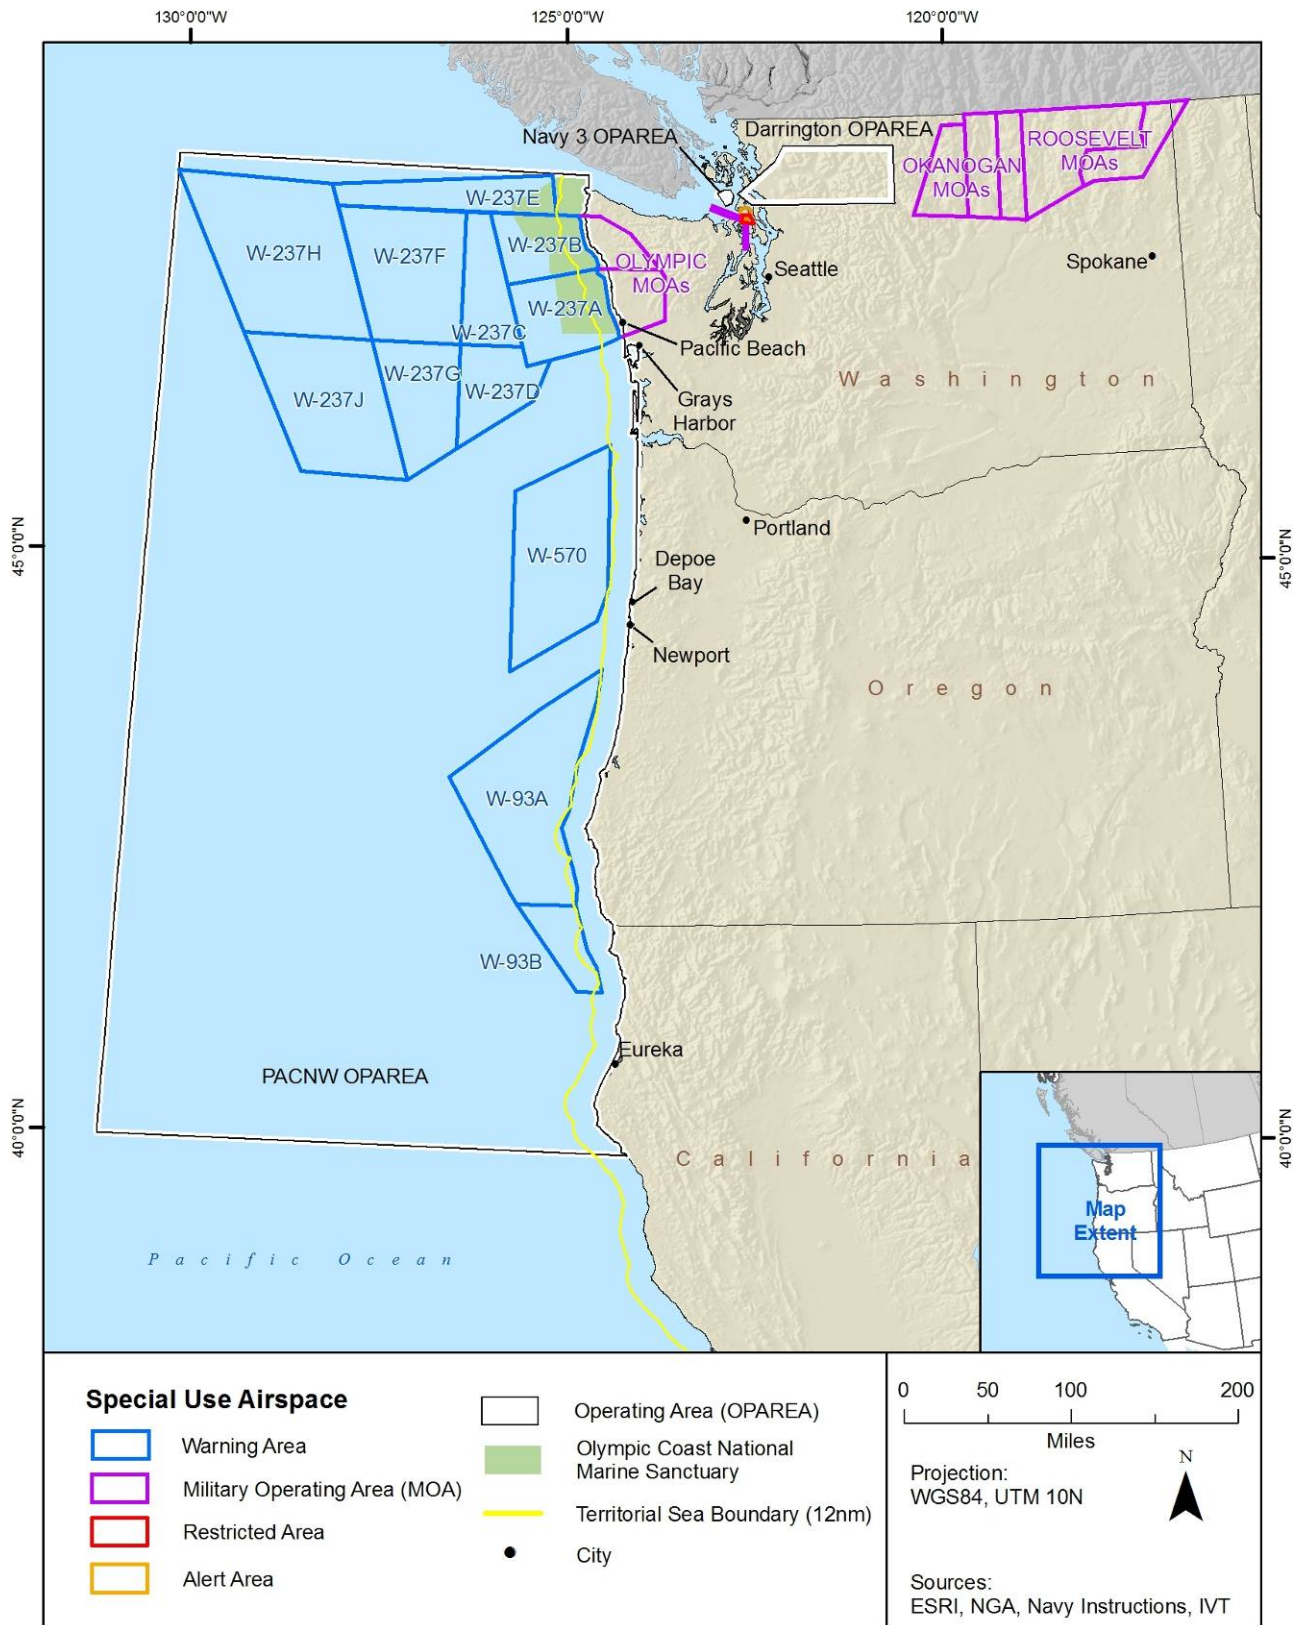 130°0'0"W
125°0'0"W
120°0'0"W
Navy 3 OPAREA
Darrington OPAREA
OKANOGAN
MOAs
ROOSEVELT
MOAs
W-237E
W-237H
W-237F
W-237B
OLYMPIC
MOAs
Seattle
Spokane
W-237A
W-237C
Pacific Beach
W-237G
W-237D
W-237J
Grays
Harbor
Washington
45°0'0"N
45°0'0"N
Portland
W-570
Depoe
Bay
Newport
Oregon
W-93A
W-93B
Eureka
PACNW OPAREA
40°0'0"N
40°0'0"N
California
Map
Extent
Pacific Ocean
Special Use Airspace
Warning Area
Military Operating Area (MOA)
Restricted Area
Alert Area
Operating Area (OPAREA)
Olympic Coast National
Marine Sanctuary
Territorial Sea Boundary (12nm)
City
0 50 100 200
Miles
Projection:
WGS84, UTM 10N
N
Sources:
ESRI, NGA, Navy Instructions, IVT